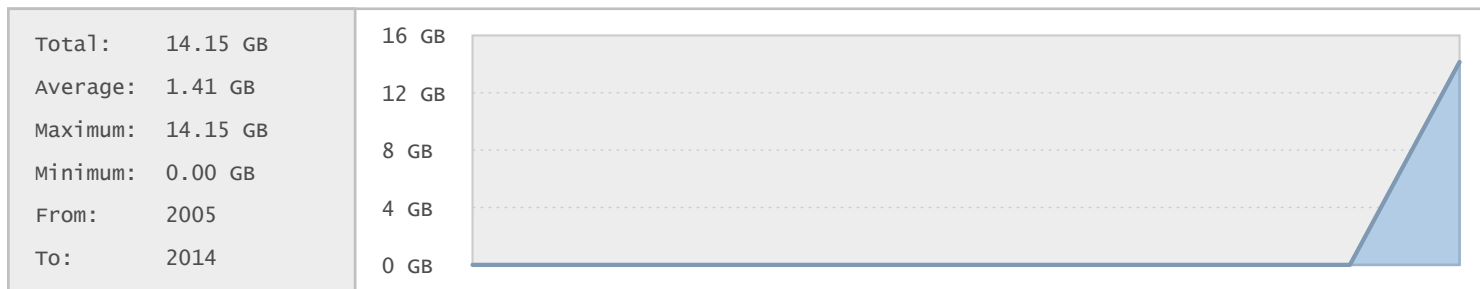 Total: 14.15 GB
Average: 1.41 GB
Maximum: 14.15 GB
Minimum: 0.00 GB
From: 2005
To: 2014
16 GB
12 GB
8 GB
4 GB
0 GB